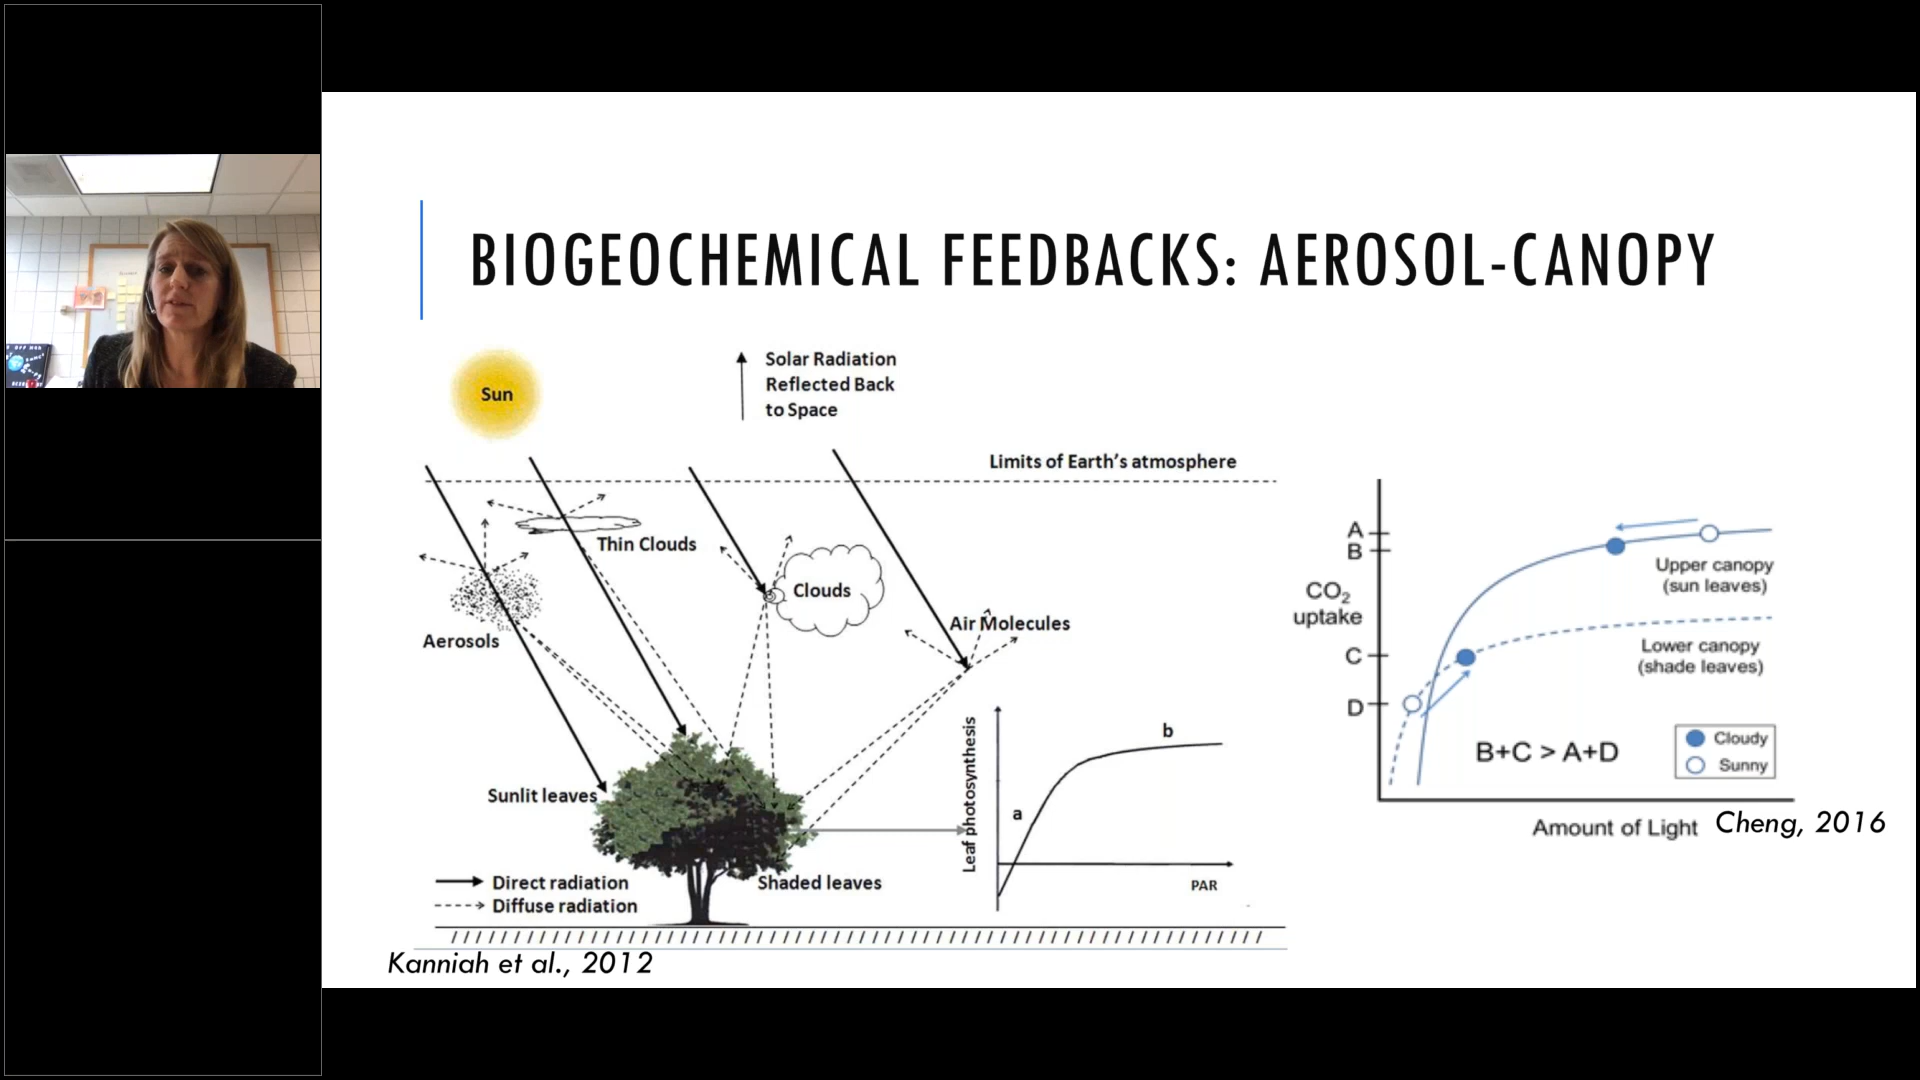 BIOGEOCHEMICAL FEEDBACKS: AEROSOL-CANOPY
Sun
Solar Radiation
Reflected Back
to Space
Limits of Earth's atmosphere
Thin Clouds
Clouds
Aerosols
Air Molecules
Sunlit leaves
Shaded leaves
Direct radiation
Diffuse radiation
Leaf photosynthesis
a
b
PAR
Kanniah et al., 2012
A
B
CO₂
uptake
C
D
Upper canopy
(sun leaves)
Lower canopy
(shade leaves)
B+C > A+D
Cloudy
Sunny
Amount of Light
Cheng, 2016